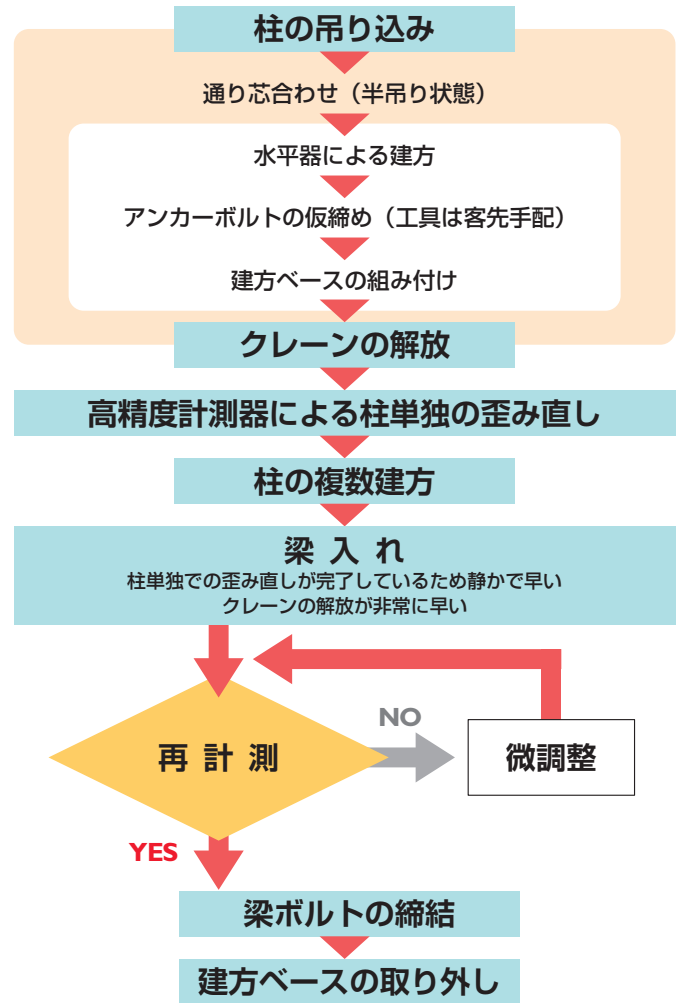 柱の吊り込み
通り芯合わせ（半吊り状態）
水平器による建方
アンカーボルトの仮締め（工具は客先手配）
建方ベースの組み付け
クレーンの解放
高精度計測器による柱単独の歪み直し
柱の複数建方
梁 入 れ
柱単独での歪み直しが完了しているため静かで早い
クレーンの解放が非常に早い
再 計 測
NO
微調整
YES
梁ボルトの締結
建方ベースの取り外し